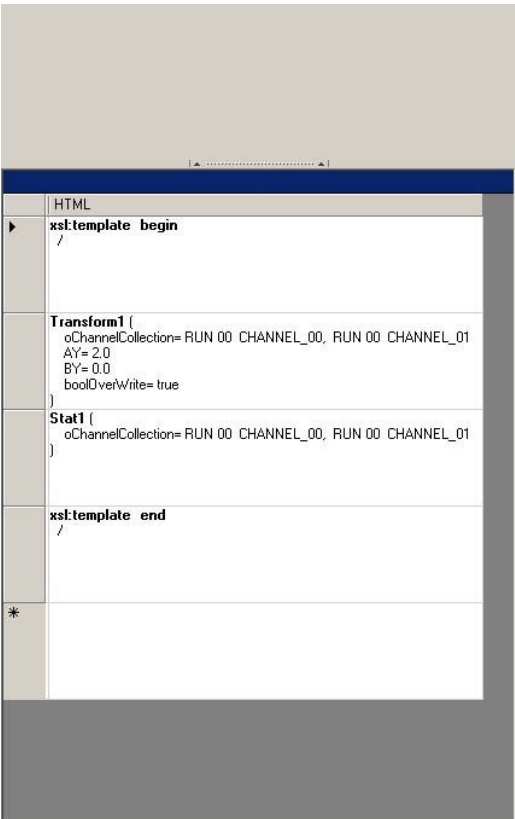 HTML
xsl:template begin
/
Transform1 (
oChannelCollection= RUN 00 CHANNEL_00, RUN 00 CHANNEL_01
AY= 2.0
BY= 0.0
boolOverWrite= true
)
Stat1 (
oChannelCollection= RUN 00 CHANNEL_00, RUN 00 CHANNEL_01
)
xsl:template end
/
*